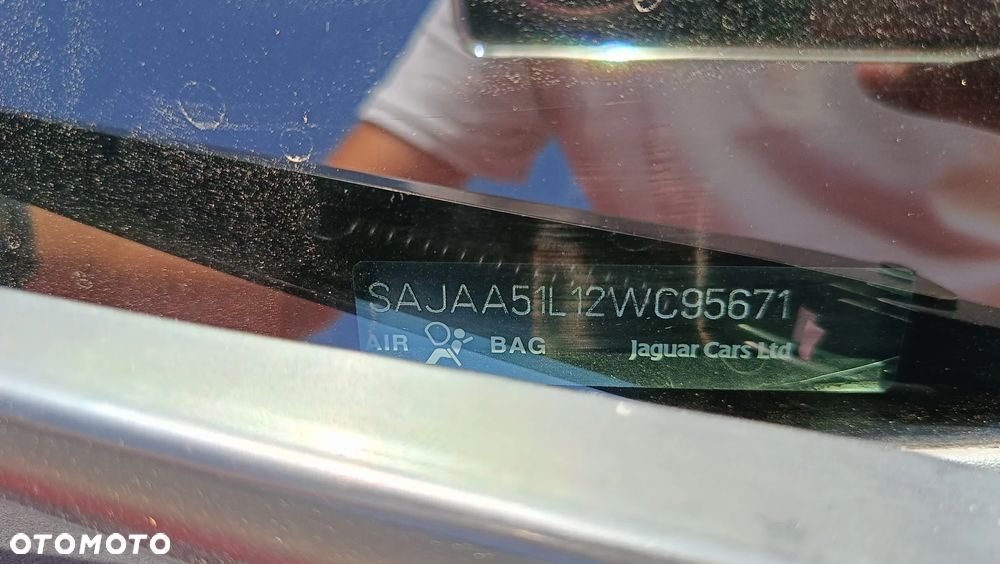 SAJAA51L12WC95671
AIR BAG Jaguar Cars Ltd
OTOMOTO